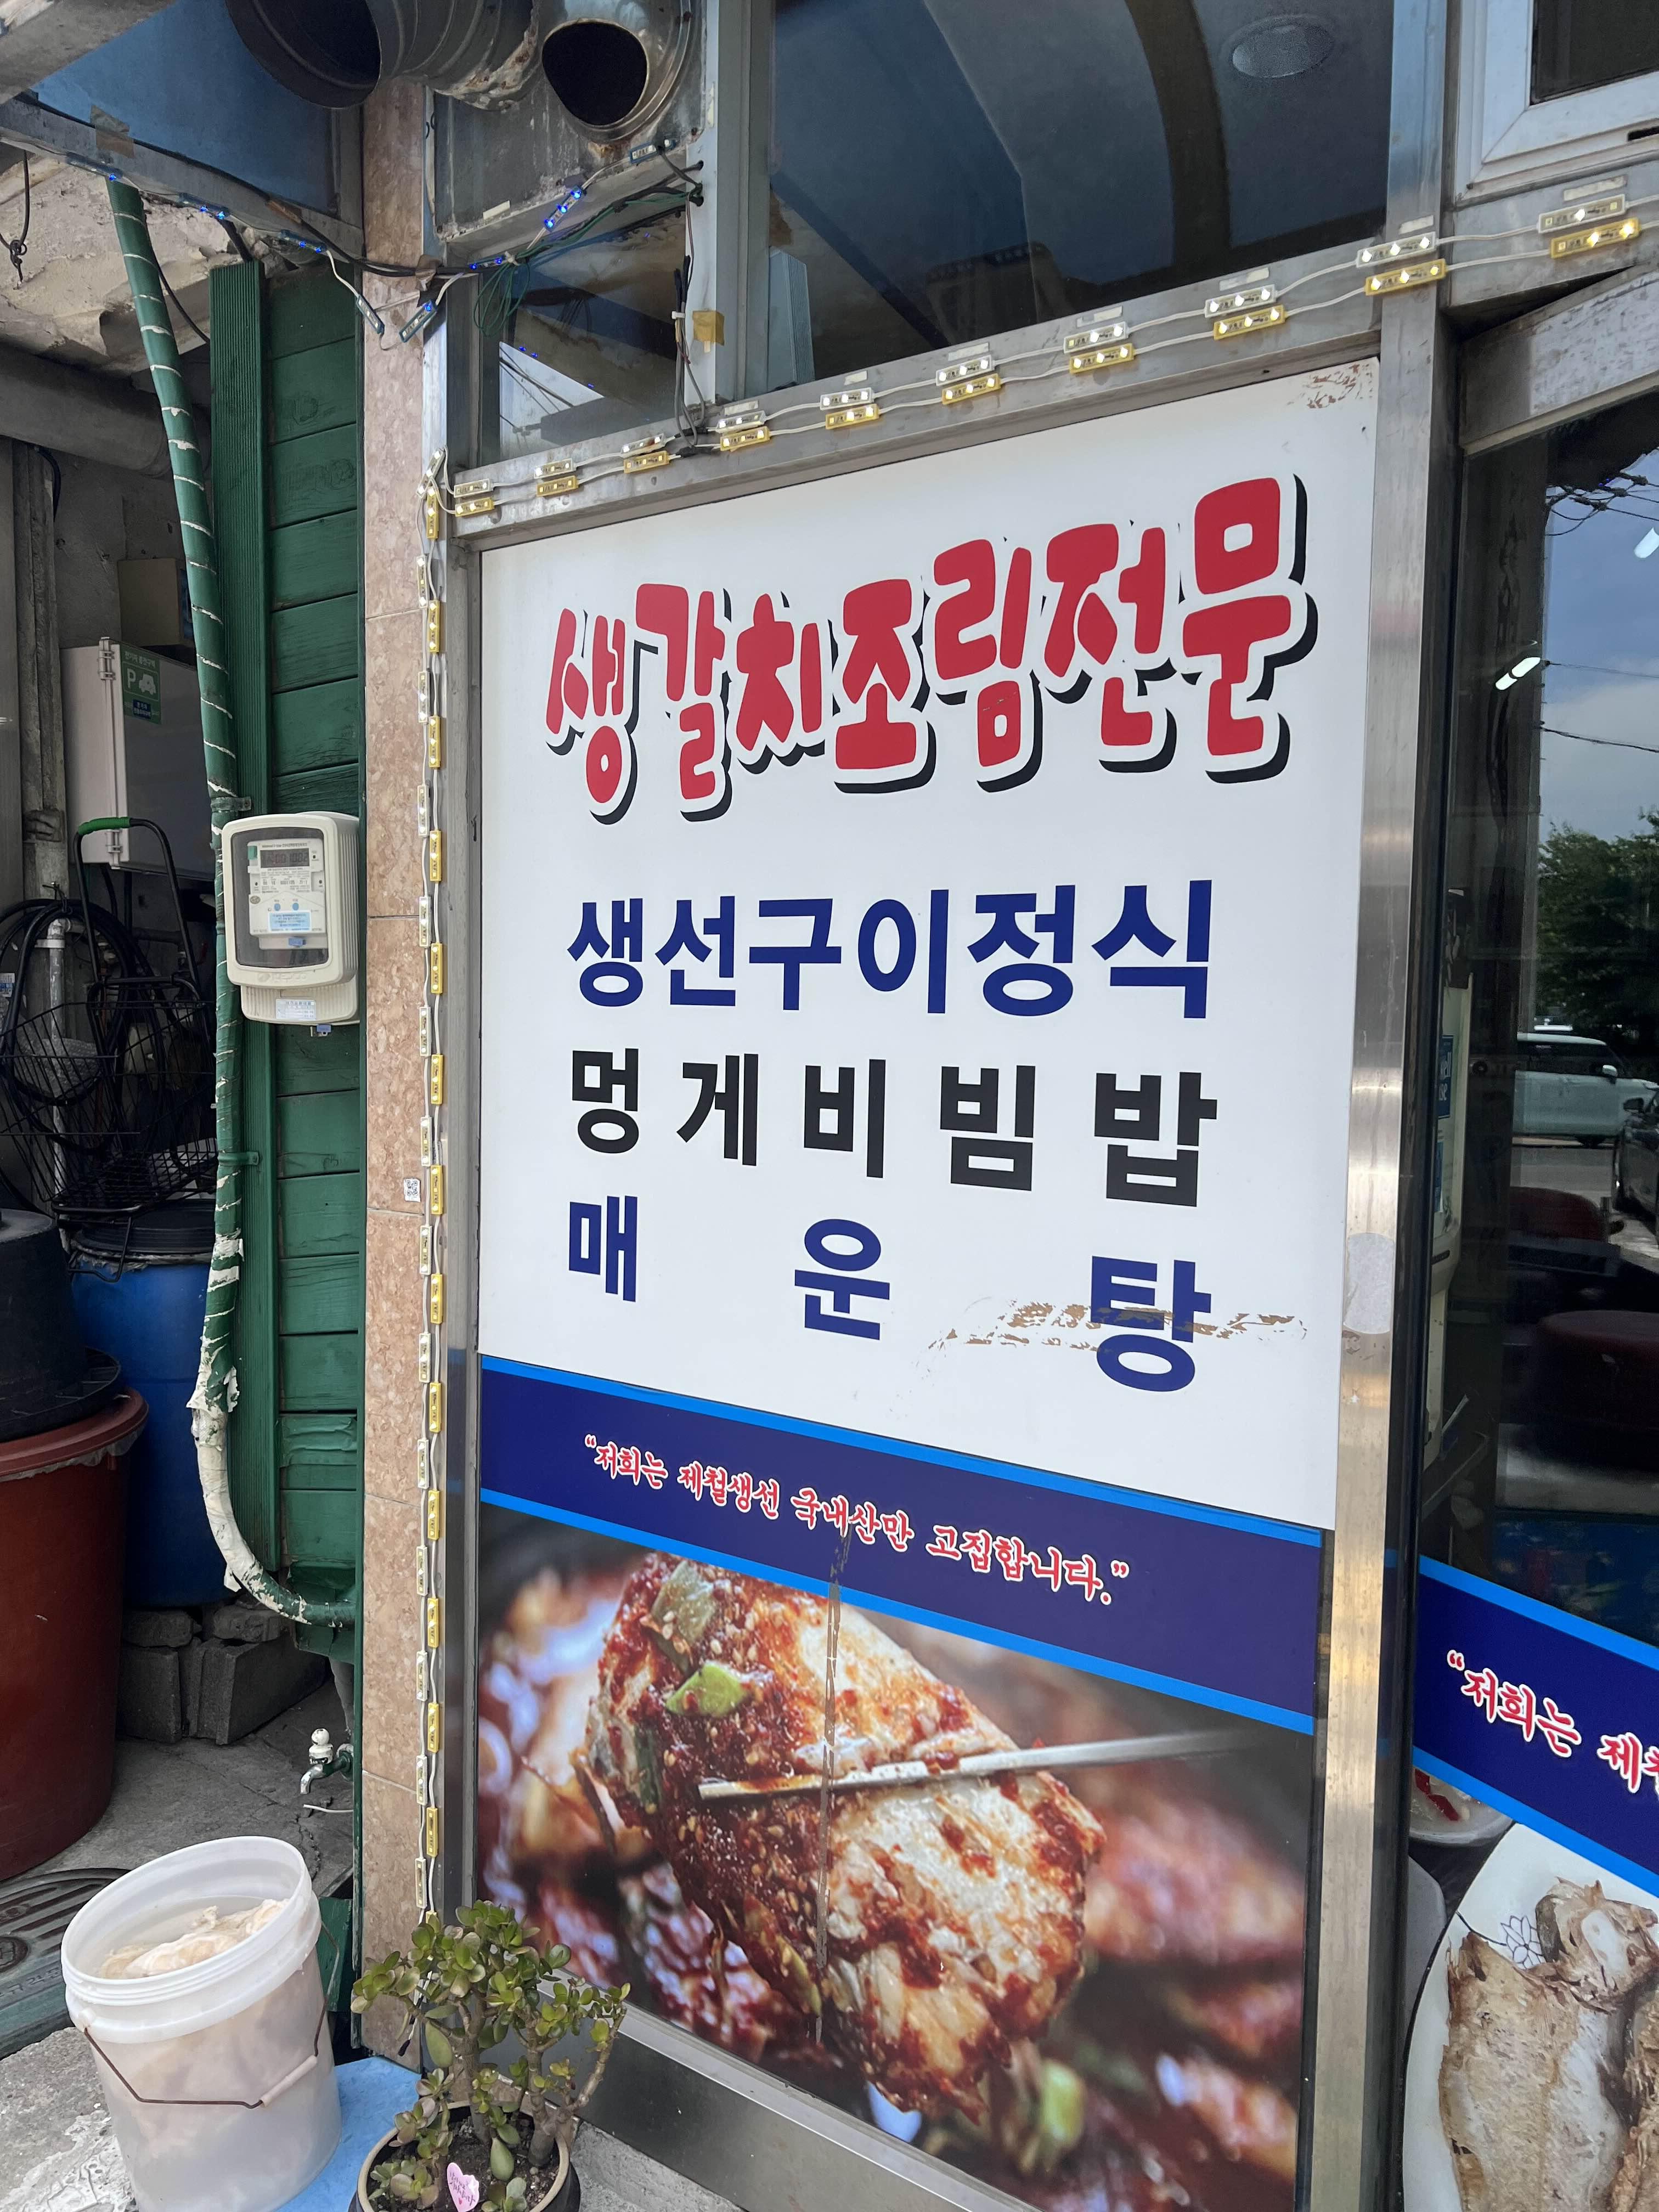 생갈치조림전문
생선구이정식
멍게비빔밥
매운탕
"저희는 제철생선 국내산만 고집합니다."
"저희는 제철
P